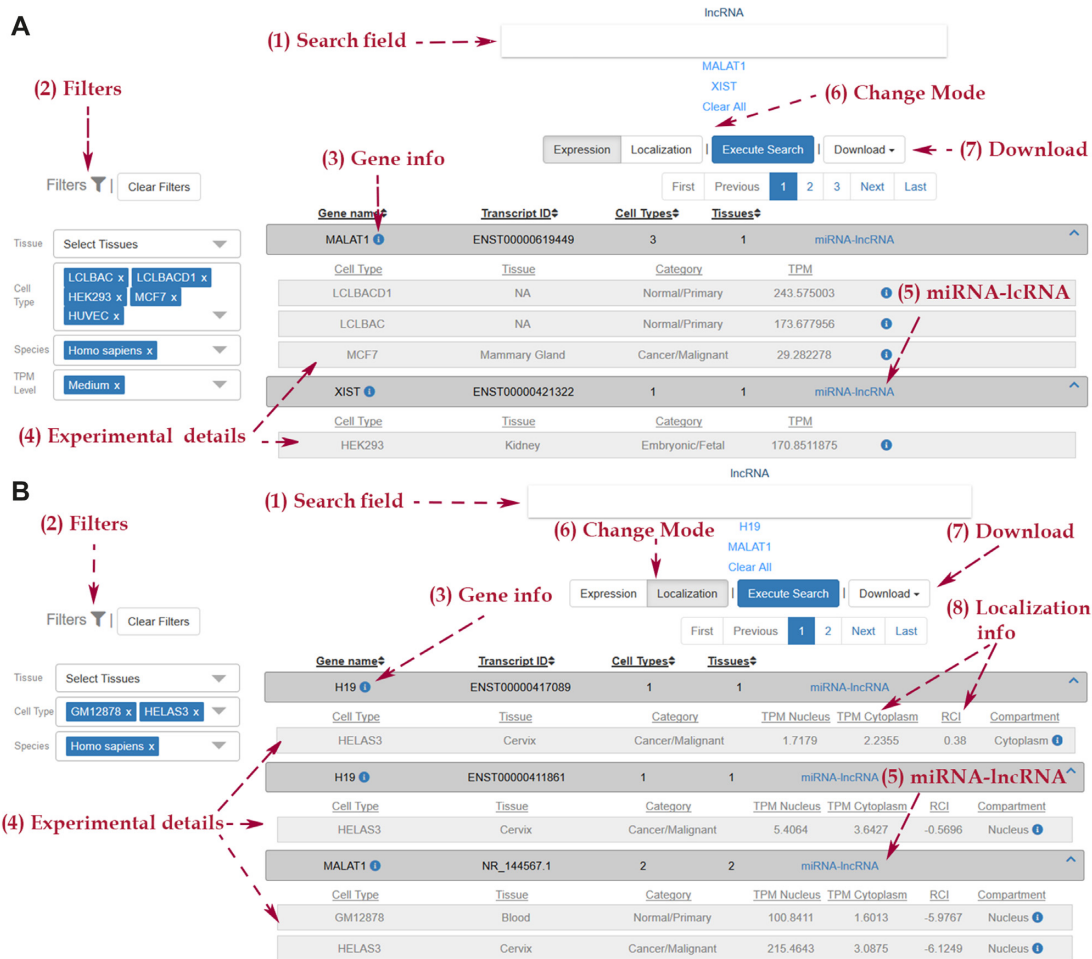 A
lncRNA
(1) Search field
MALAT1
XIST
Clear All
(2) Filters
(6) Change Mode
Expression Localization | Execute Search | Download
(7) Download
(3) Gene info
Filters | Clear Filters
First Previous 1 2 3 Next Last
Gene name Transcript ID Cell Types Tissues
MALAT1 ENST00000619449 3 1 miRNA-lncRNA
Tissue Select Tissues
Cell Type LCLBAC x LCLBACD1 x HEK293 x MCF7 x HUVEC x
Species Homo sapiens x
TPM Level Medium x
Cell Type Tissue Category TPM
LCLBACD1 NA Normal/Primary 243.575003
(5) miRNA-lcRNA
LCLBAC NA Normal/Primary 173.677956
MCF7 Mammary Gland Cancer/Malignant 29.282278
XIST ENST00000421322 1 1 miRNA-lncRNA
Cell Type Tissue Category TPM
(4) Experimental details
HEK293 Kidney Embryonic/Fetal 170.8511875
B
lncRNA
(1) Search field
(2) Filters
(6) Change Mode
H19
MALAT1
Clear All
(7) Download
Expression Localization | Execute Search | Download
(3) Gene info
(8) Localization info
Filters | Clear Filters
First Previous 1 2 Next Last
Gene name Transcript ID Cell Types Tissues
H19 ENST00000417089 1 1 miRNA-lncRNA
Tissue Select Tissues
Cell Type GM12878 x HELAS3 x
Species Homo sapiens x
Cell Type Tissue Category TPM Nucleus TPM Cytoplasm RCI Compartment
HELAS3 Cervix Cancer/Malignant 1.7179 2.2355 0.38 Cytoplasm
H19 ENST00000411861 1 1 miRNA-lncRNA
(5) miRNA-lncRNA
Cell Type Tissue Category TPM Nucleus TPM Cytoplasm RCI Compartment
(4) Experimental details
HELAS3 Cervix Cancer/Malignant 5.4064 3.6427 -0.5696 Nucleus
MALAT1 NR_144567.1 2 2 miRNA-lncRNA
Cell Type Tissue Category TPM Nucleus TPM Cytoplasm RCI Compartment
GM12878 Blood Normal/Primary 100.8411 1.6013 -5.9767 Nucleus
HELAS3 Cervix Cancer/Malignant 215.4643 3.0875 -6.1249 Nucleus